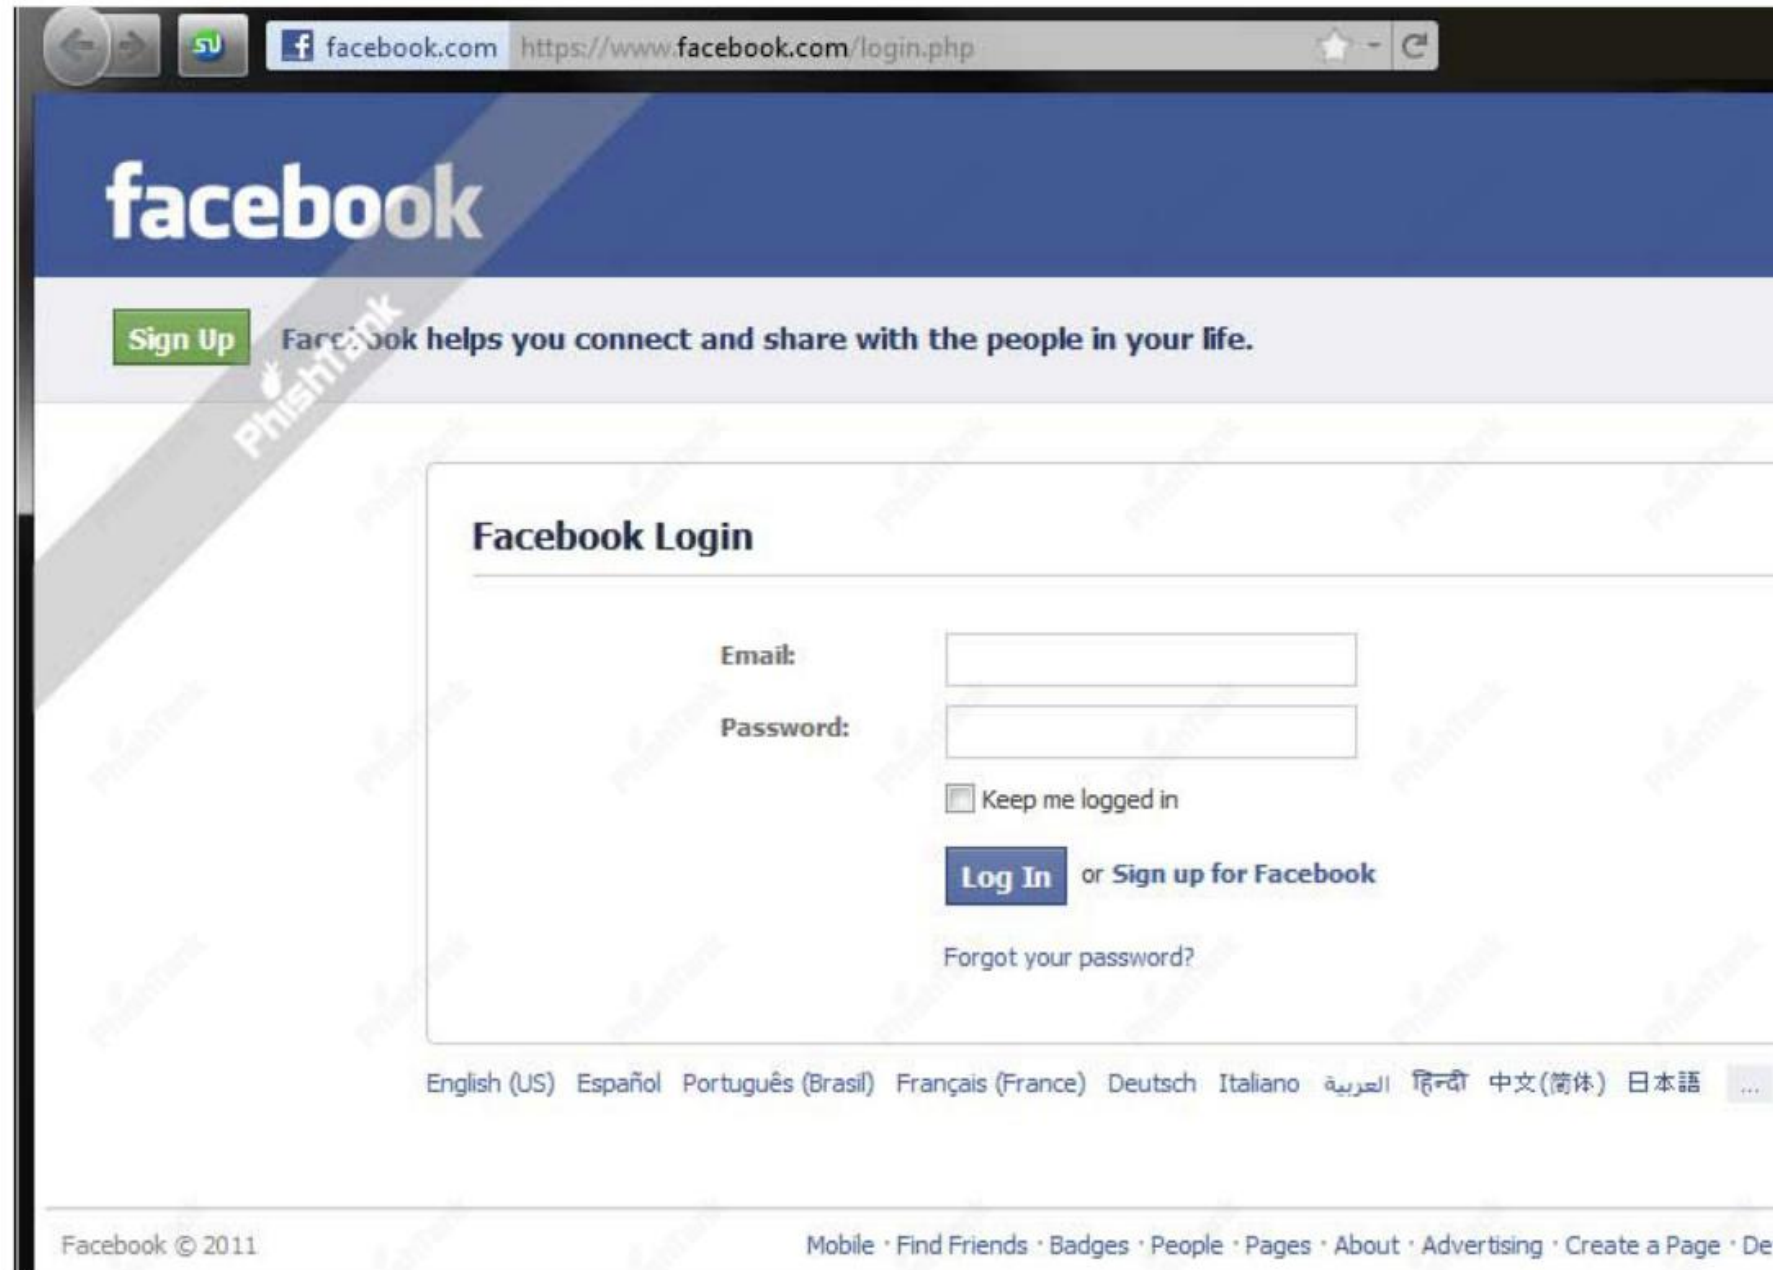 facebook.com https://www.facebook.com/login.php
facebook
Sign Up Facebook helps you connect and share with the people in your life.
PhishTank
Facebook Login
Email:
Password:
Keep me logged in
Log In or Sign up for Facebook
Forgot your password?
English (US) Español Português (Brasil) Français (France) Deutsch Italiano العربية हिन्दी 中文(简体) 日本語 ...
Facebook © 2011 Mobile · Find Friends · Badges · People · Pages · About · Advertising · Create a Page · De